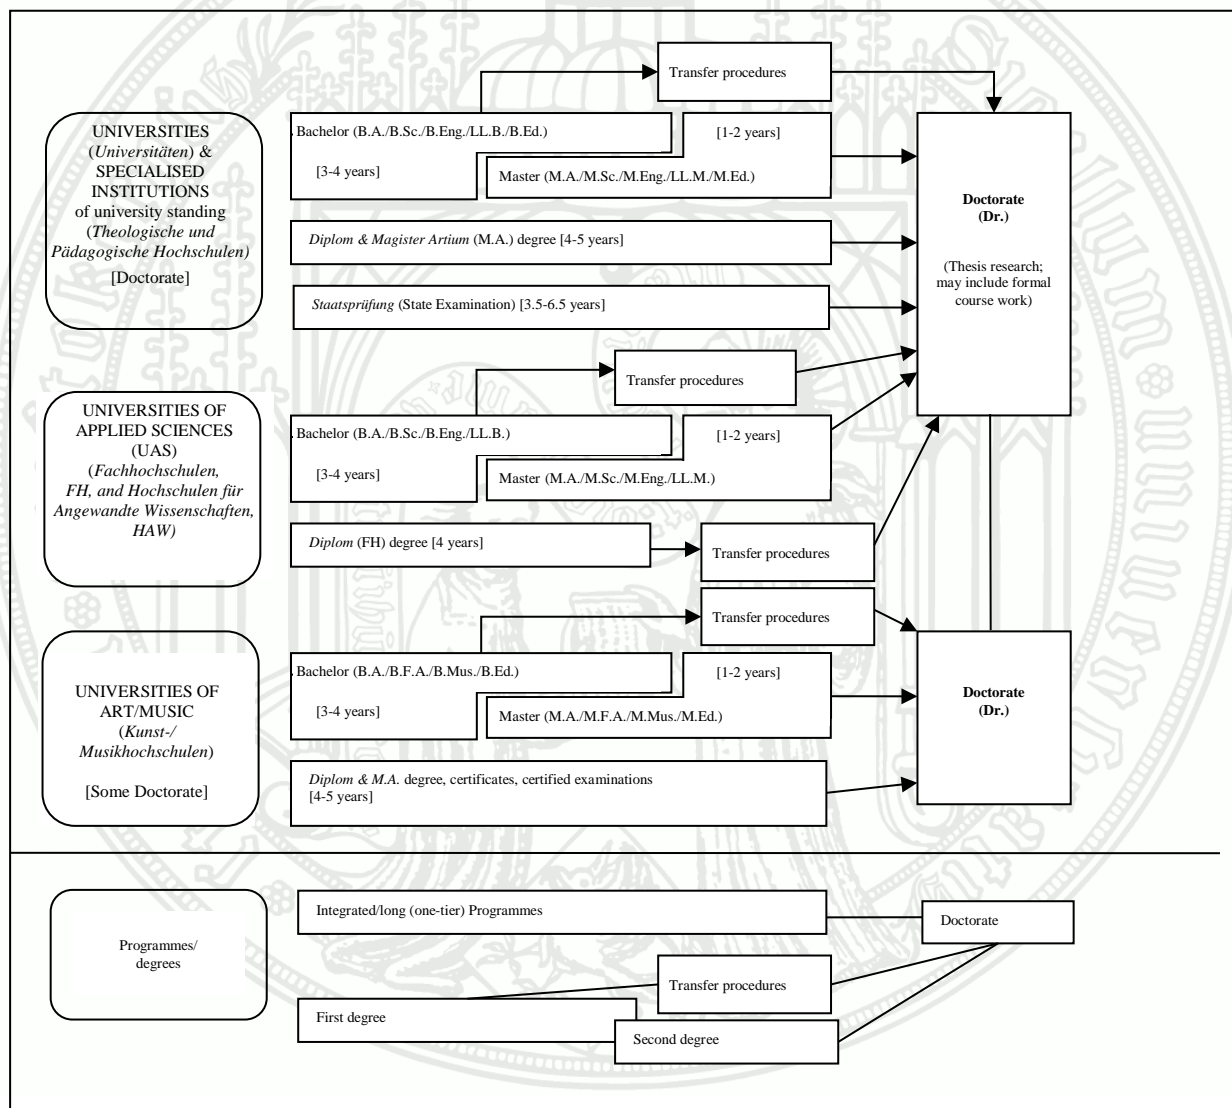 Transfer procedures
UNIVERSITIES
(Universitäten) &
SPECIALISED
INSTITUTIONS
of university standing
(Theologische und
Pädagogische Hochschulen)
[Doctorate]
Bachelor (B.A./B.Sc./B.Eng./LL.B./B.Ed.)
[3-4 years]
[1-2 years]
Master (M.A./M.Sc./M.Eng./LL.M./M.Ed.)
Diplom & Magister Artium (M.A.) degree [4-5 years]
Staatsprüfung (State Examination) [3.5-6.5 years]
Doctorate
(Dr.)
(Thesis research;
may include formal
course work)
Transfer procedures
UNIVERSITIES OF
APPLIED SCIENCES
(UAS)
(Fachhochschulen,
FH, and Hochschulen für
Angewandte Wissenschaften,
HAW)
Bachelor (B.A./B.Sc./B.Eng./LL.B.)
[3-4 years]
[1-2 years]
Master (M.A./M.Sc./M.Eng./LL.M.)
Diplom (FH) degree [4 years]
Transfer procedures
Transfer procedures
UNIVERSITIES OF
ART/MUSIC
(Kunst-/
Musikhochschulen)
[Some Doctorate]
Bachelor (B.A./B.F.A./B.Mus./B.Ed.)
[3-4 years]
[1-2 years]
Master (M.A./M.F.A./M.Mus./M.Ed.)
Diplom & M.A. degree, certificates, certified examinations
[4-5 years]
Doctorate
(Dr.)
Programmes/
degrees
Integrated/long (one-tier) Programmes
Doctorate
Transfer procedures
First degree
Second degree